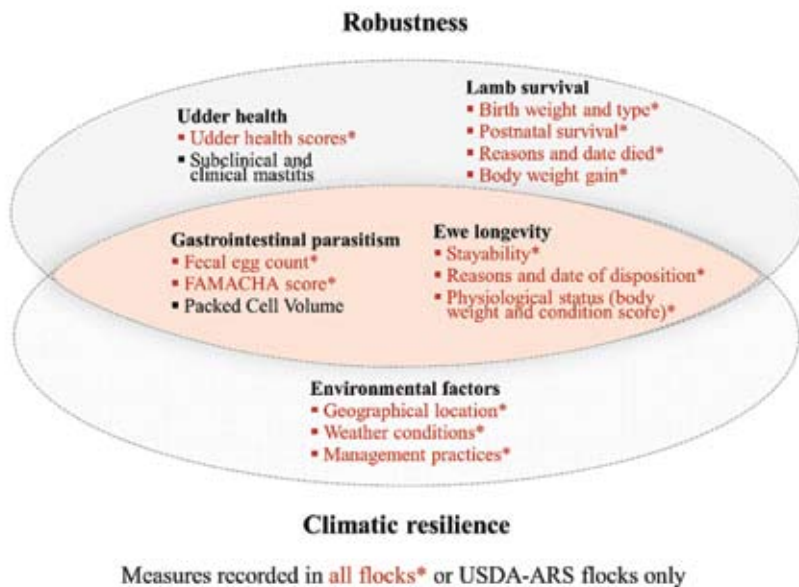 Robustness
Udder health
▪ Udder health scores*
▪ Subclinical and
clinical mastitis
Lamb survival
▪ Birth weight and type*
▪ Postnatal survival*
▪ Reasons and date died*
▪ Body weight gain*
Gastrointestinal parasitism
▪ Fecal egg count*
▪ FAMACHA score*
▪ Packed Cell Volume
Ewe longevity
▪ Stayability*
▪ Reasons and date of disposition*
▪ Physiological status (body
weight and condition score)*
Environmental factors
▪ Geographical location*
▪ Weather conditions*
▪ Management practices*
Climatic resilience
Measures recorded in all flocks* or USDA-ARS flocks only